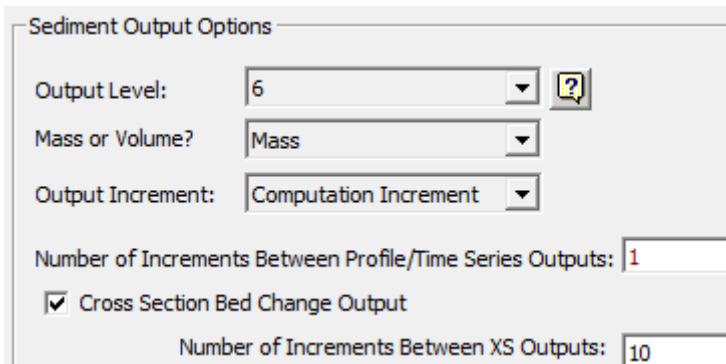 Sediment Output Options
Output Level: 6
Mass or Volume? Mass
Output Increment: Computation Increment
Number of Increments Between Profile/Time Series Outputs: 1
Cross Section Bed Change Output
Number of Increments Between XS Outputs: 10